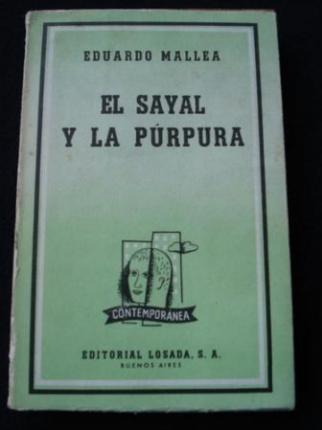 EDUARDO MALLEA
EL SAYAL
Y LA PÚRPURA
CONTEMPORÁNEA
EDITORIAL LOSADA, S. A.
BUENOS AIRES